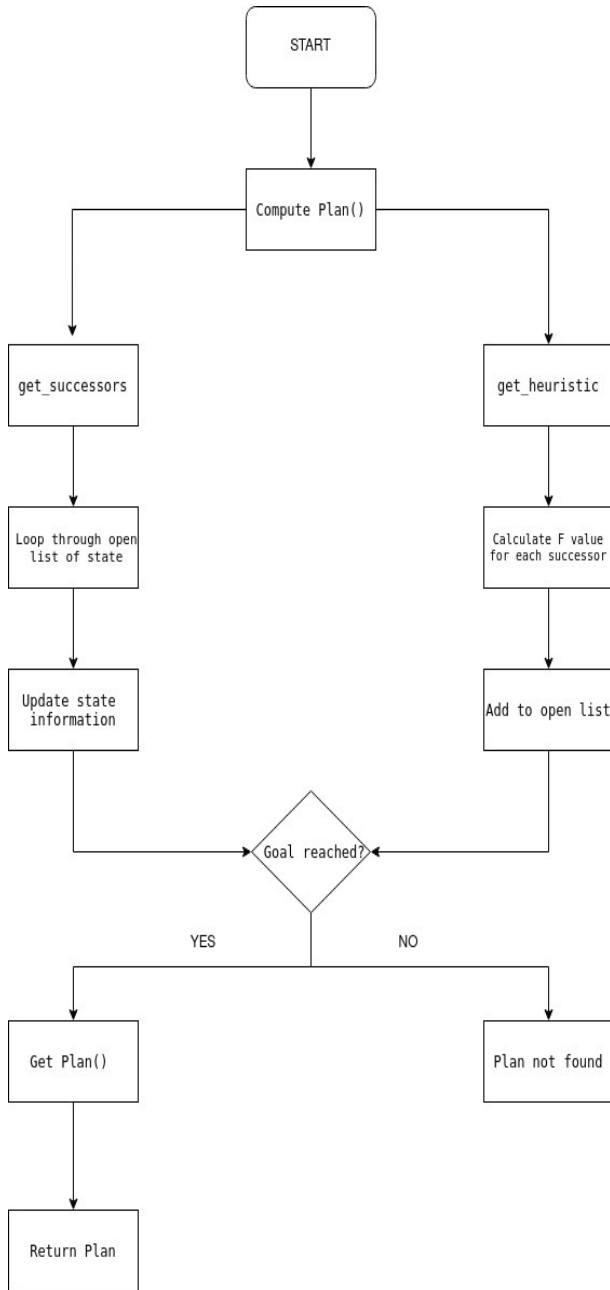 START
Compute Plan()
get_successors
get_heuristic
Loop through open
list of state
Calculate F value
for each successor
Update state
information
Add to open list
Goal reached?
YES
NO
Get Plan()
Plan not found
Return Plan